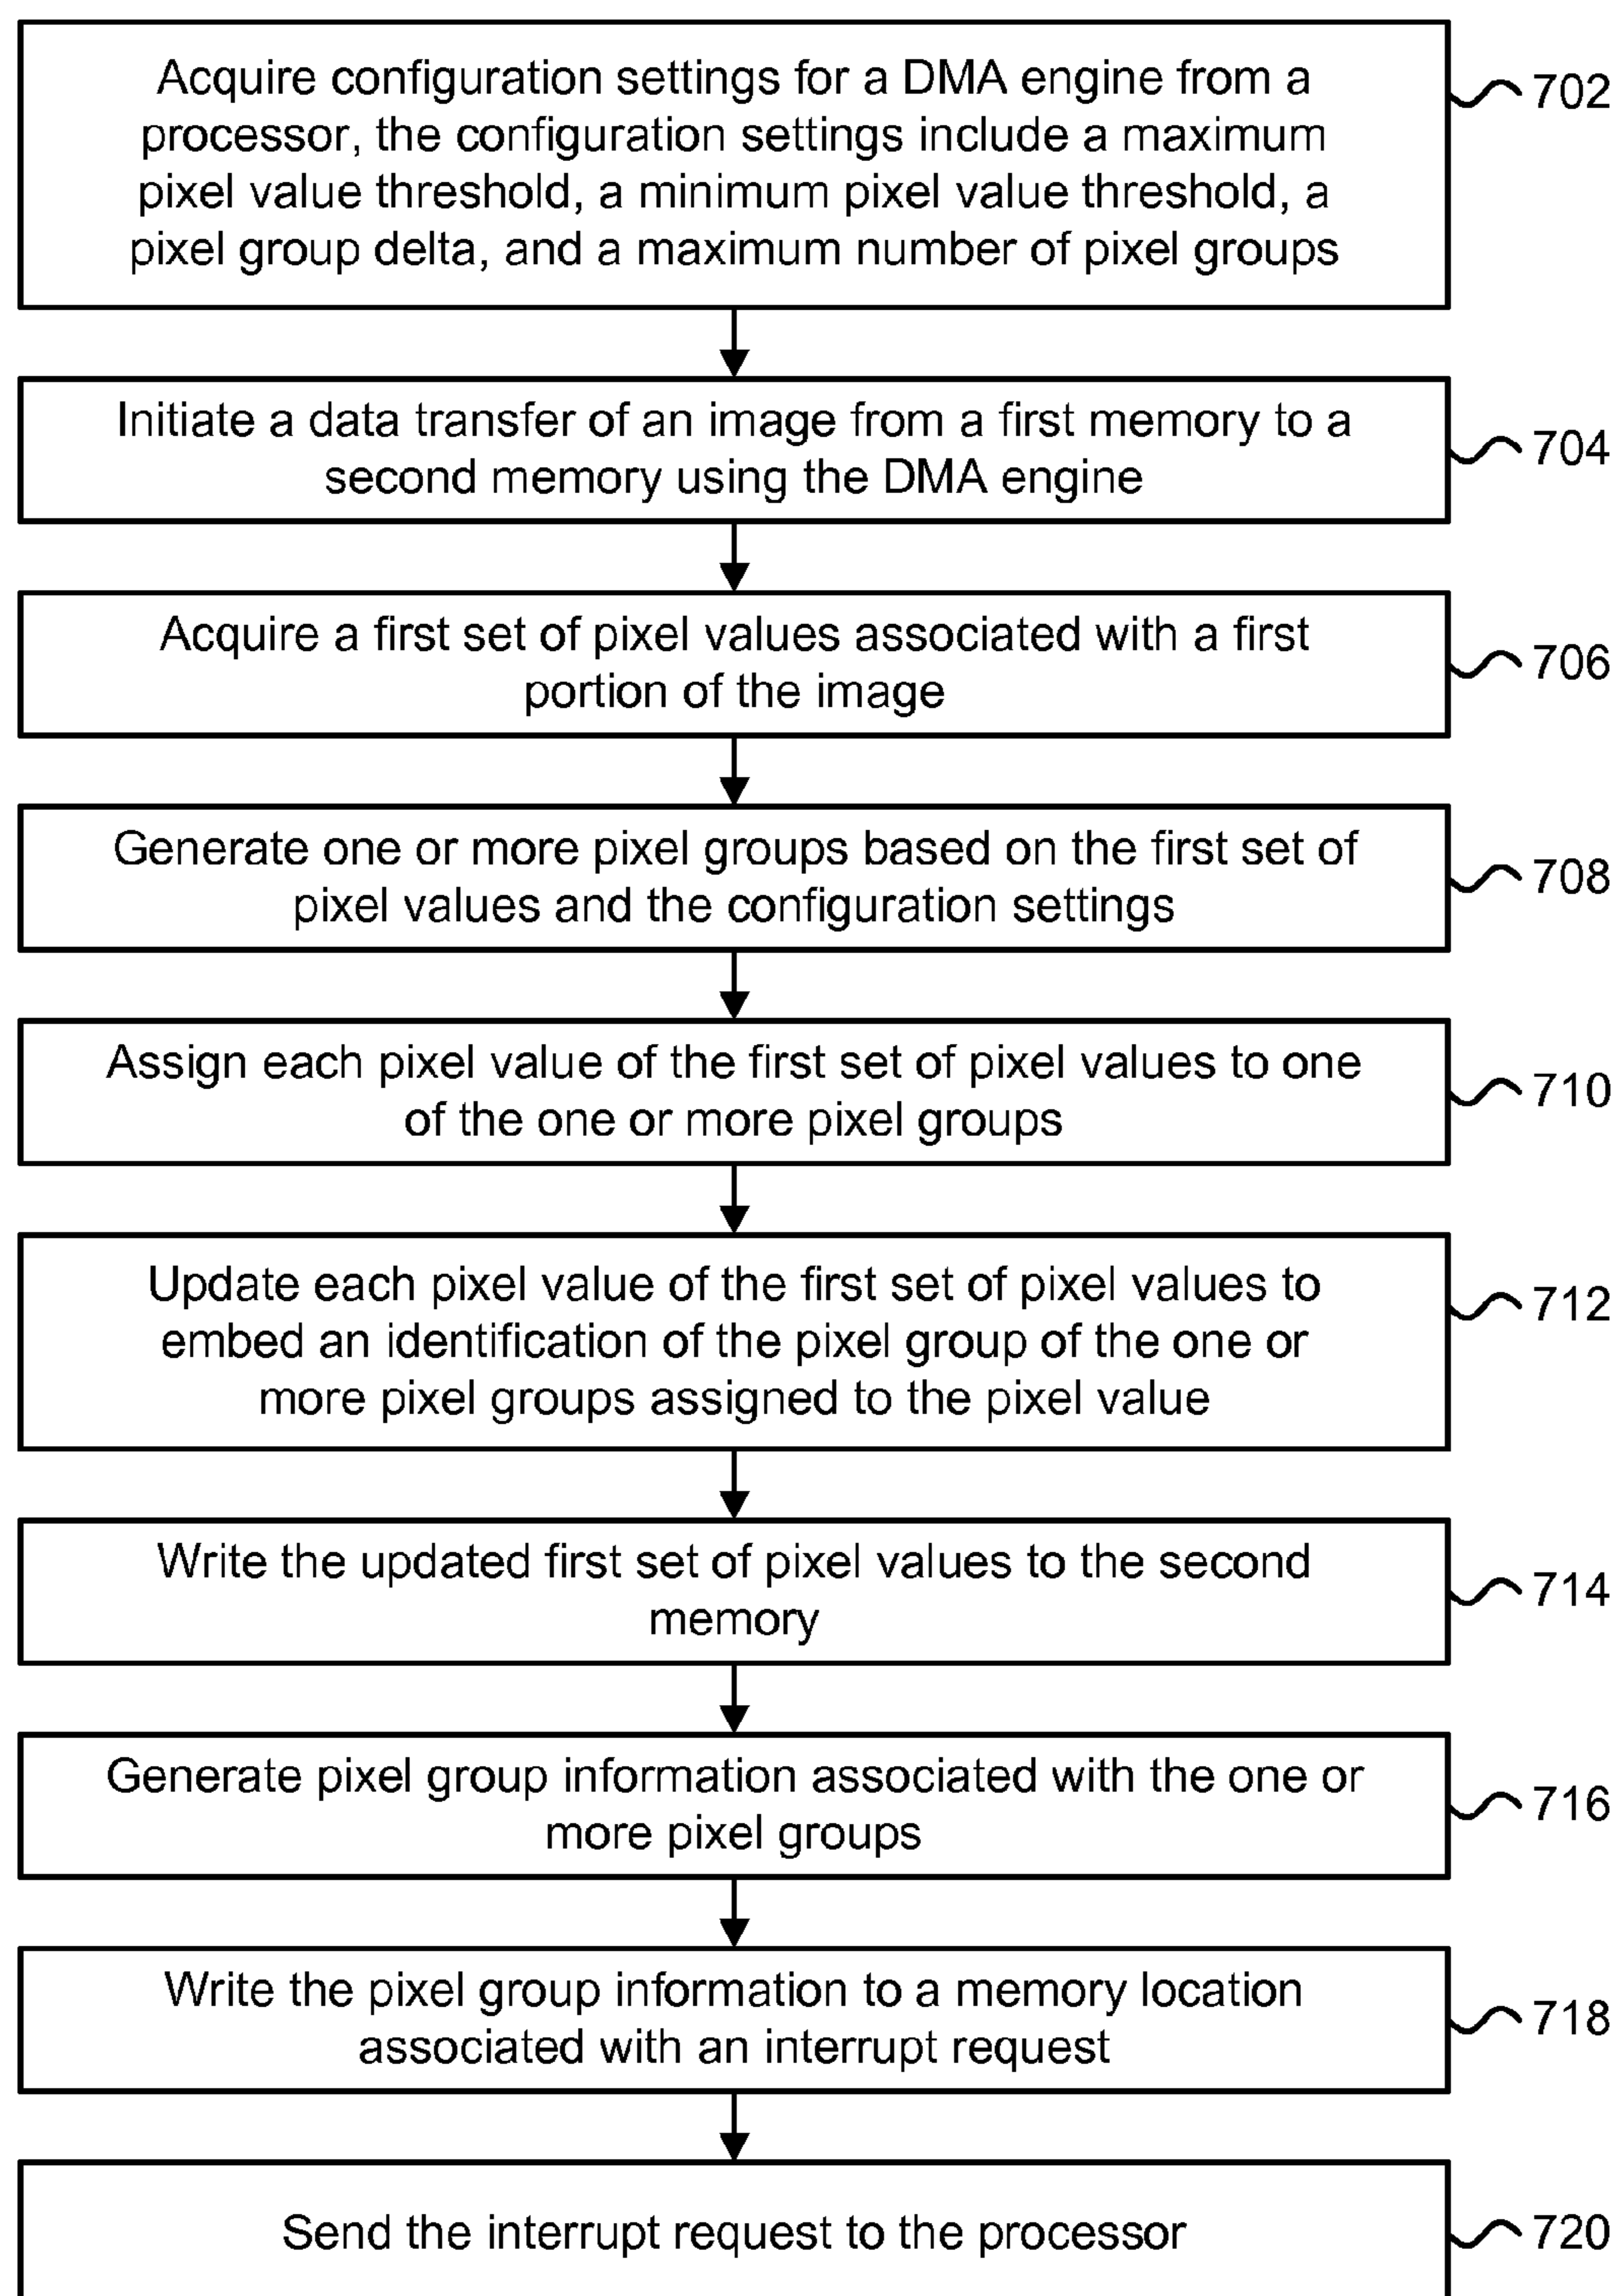 Acquire configuration settings for a DMA engine from a
processor, the configuration settings include a maximum
pixel value threshold, a minimum pixel value threshold, a
pixel group delta, and a maximum number of pixel groups
702
Initiate a data transfer of an image from a first memory to a
second memory using the DMA engine
704
Acquire a first set of pixel values associated with a first
portion of the image
706
Generate one or more pixel groups based on the first set of
pixel values and the configuration settings
708
Assign each pixel value of the first set of pixel values to one
of the one or more pixel groups
710
Update each pixel value of the first set of pixel values to
embed an identification of the pixel group of the one or
more pixel groups assigned to the pixel value
712
Write the updated first set of pixel values to the second
memory
714
Generate pixel group information associated with the one or
more pixel groups
716
Write the pixel group information to a memory location
associated with an interrupt request
718
Send the interrupt request to the processor
720